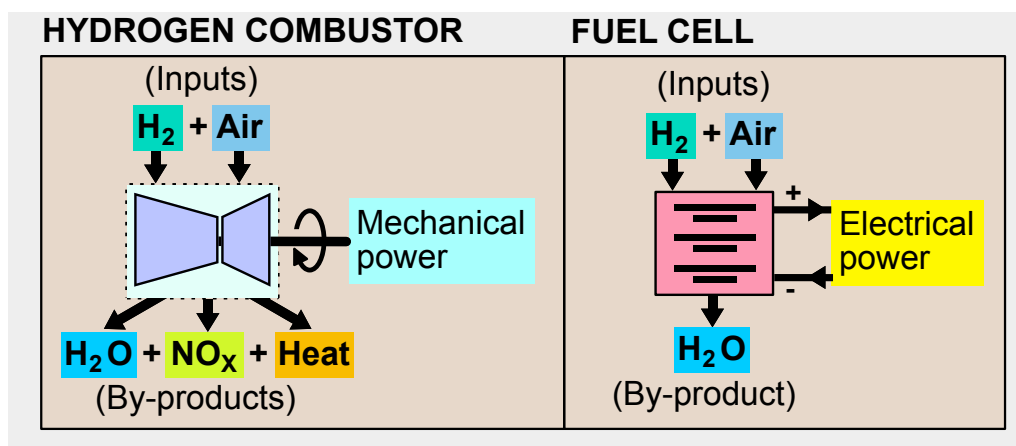 HYDROGEN COMBUSTOR
(Inputs)
H₂ + Air
Mechanical
power
H₂O + NOₓ + Heat
(By-products)
FUEL CELL
(Inputs)
H₂ + Air
+
Electrical
power
-
H₂O
(By-product)